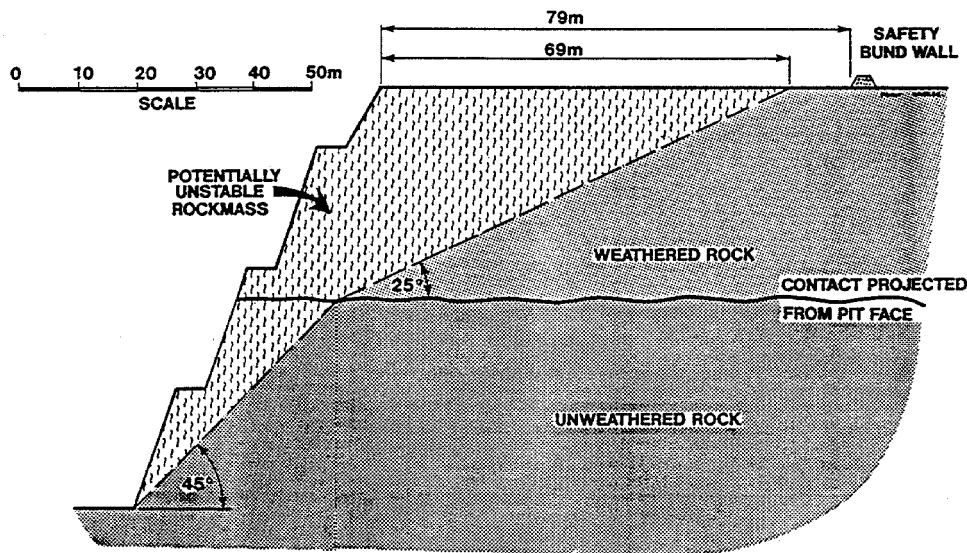 79m
SAFETY
BUND WALL
69m
0 10 20 30 40 50m
SCALE
POTENTIALLY
UNSTABLE
ROCKMASS
WEATHERED ROCK
25°
CONTACT PROJECTED
FROM PIT FACE
UNWEATHERED ROCK
45°